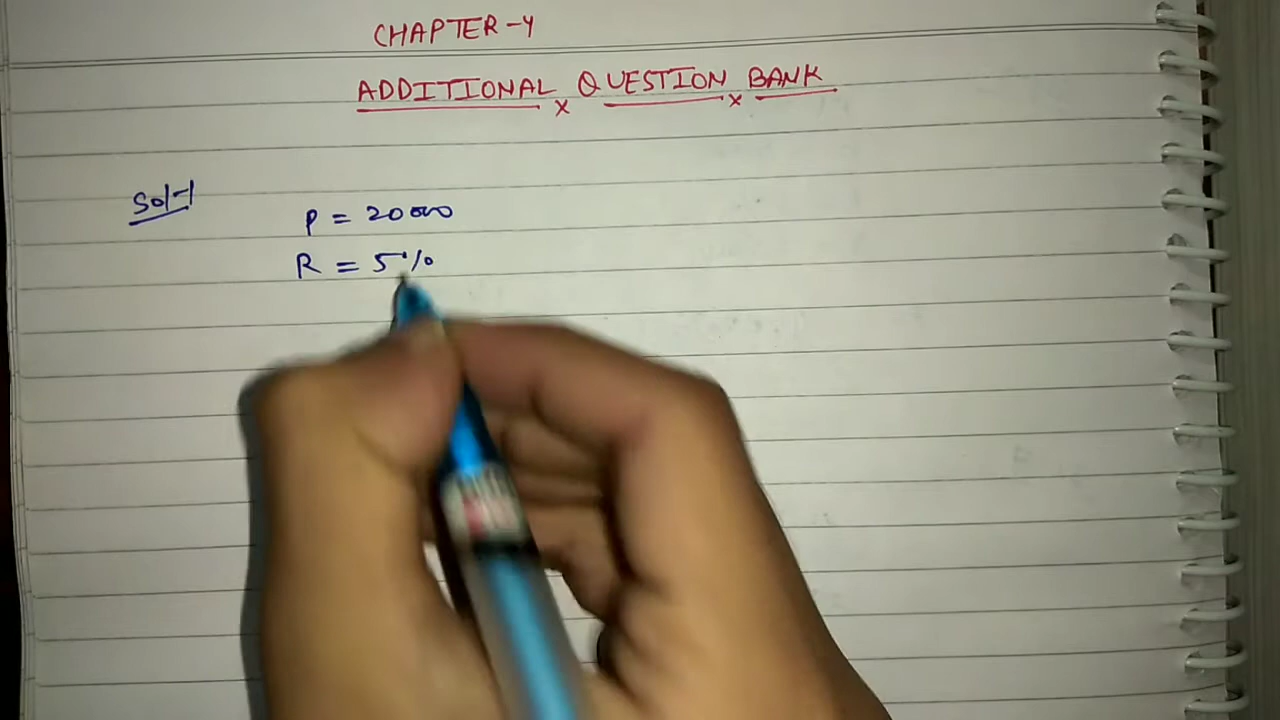 CHAPTER-4
ADDITIONAL x QUESTION x BANK
Sol-1
P = 20000
R = 5%